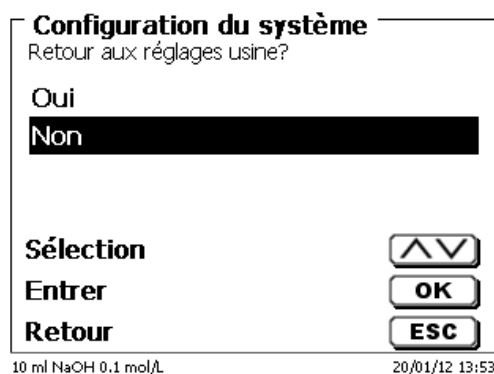 Configuration du système
Retour aux réglages usine?
Oui
Non
Sélection
Entrer OK
Retour ESC
10 ml NaOH 0.1 mol/L 20/01/12 13:53